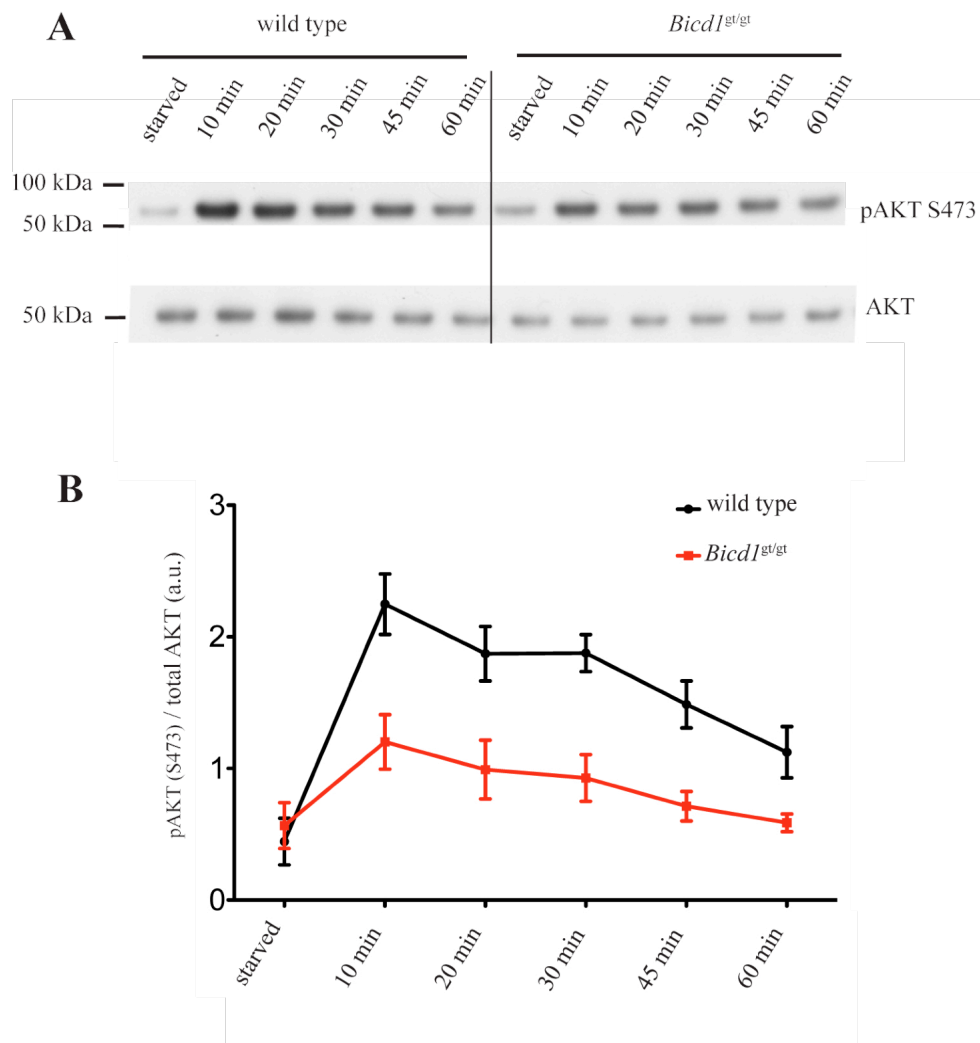 A
wild type Bicd1gt/gt
starved 10 min 20 min 30 min 45 min 60 min starved 10 min 20 min 30 min 45 min 60 min
100 kDa
50 kDa
pAKT S473
50 kDa
AKT
B
3
2
1
0
pAKT (S473) / total AKT (a.u.)
wild type
Bicd1gt/gt
starved 10 min 20 min 30 min 45 min 60 min